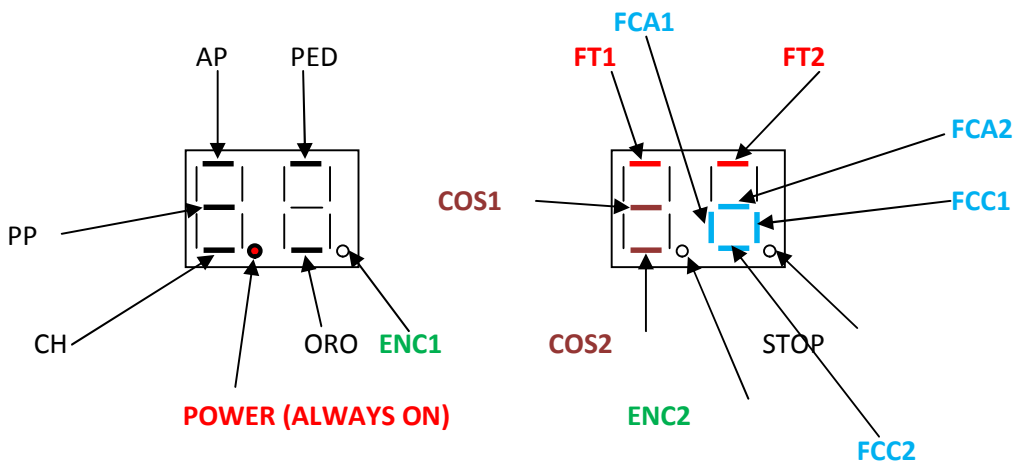 FCA1
AP PED FT1 FT2
FCA2
COS1 FCC1
PP
CH ORO ENC1 COS2 STOP
POWER (ALWAYS ON) ENC2
FCC2